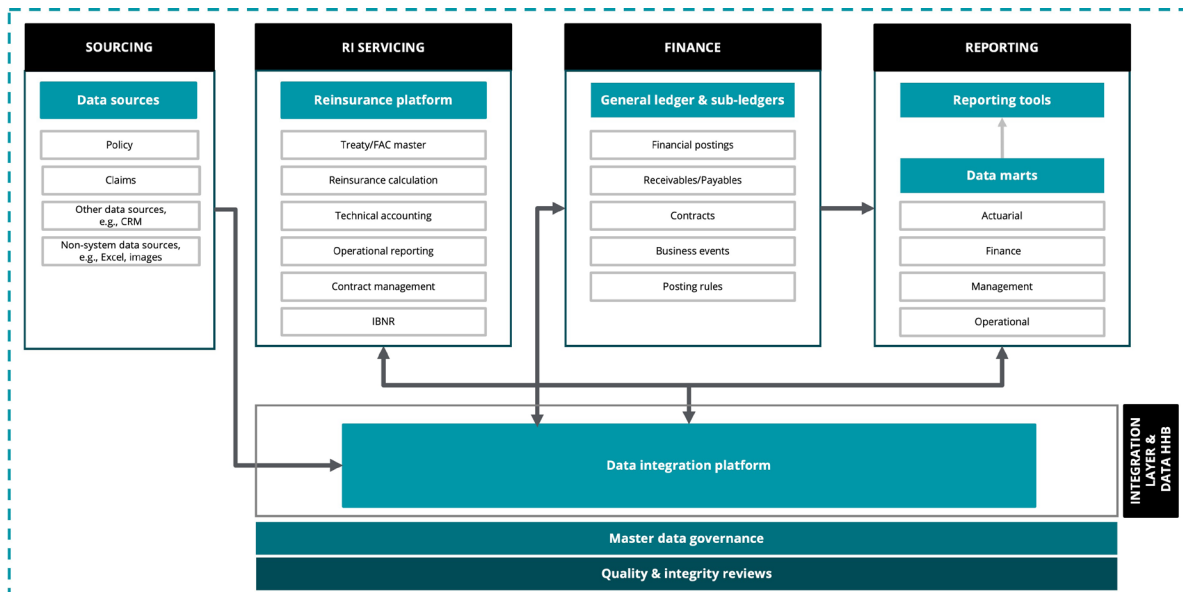 SOURCING
Data sources
Policy
Claims
Other data sources,
e.g., CRM
Non-system data sources,
e.g., Excel, images
RI SERVICING
Reinsurance platform
Treaty/FAC master
Reinsurance calculation
Technical accounting
Operational reporting
Contract management
IBNR
FINANCE
General ledger & sub-ledgers
Financial postings
Receivables/Payables
Contracts
Business events
Posting rules
REPORTING
Reporting tools
Data marts
Actuarial
Finance
Management
Operational
Data integration platform
INTEGRATION
LAYER &
DATA HHB
Master data governance
Quality & integrity reviews